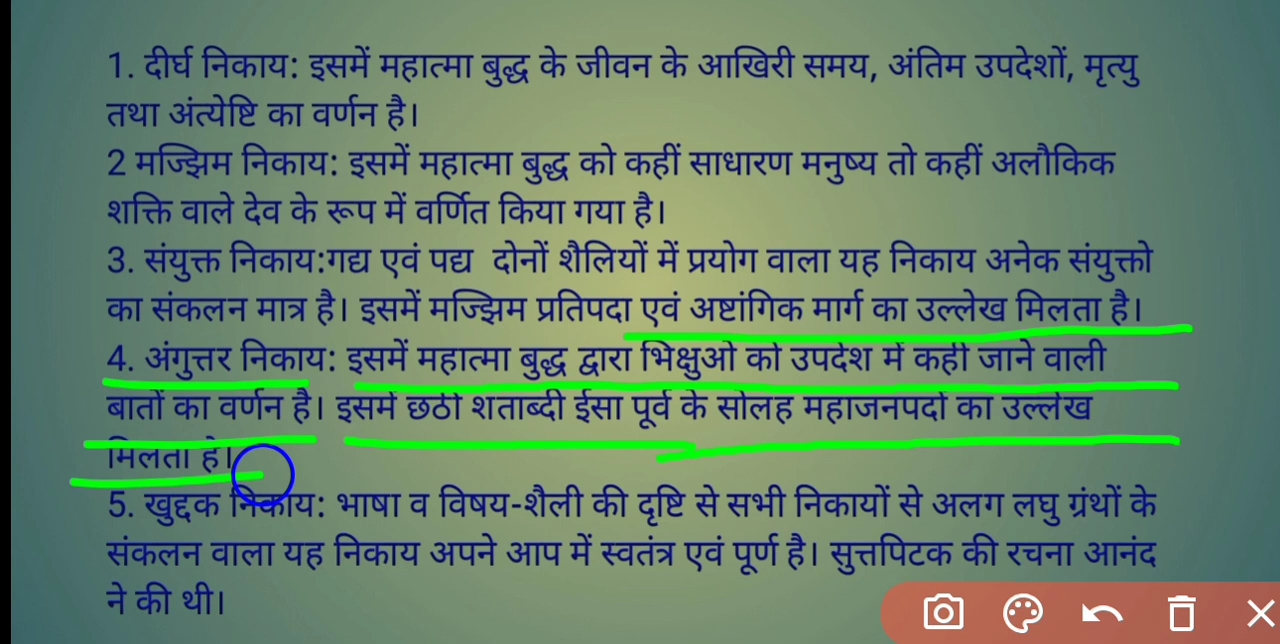 1. दीर्घ निकाय: इसमें महात्मा बुद्ध के जीवन के आखिरी समय, अंतिम उपदेशों, मृत्यु
तथा अंत्येष्टि का वर्णन है।
2 मज्झिम निकाय: इसमें महात्मा बुद्ध को कहीं साधारण मनुष्य तो कहीं अलौकिक
शक्ति वाले देव के रूप में वर्णित किया गया है।
3. संयुक्त निकाय:गद्य एवं पद्य दोनों शैलियों में प्रयोग वाला यह निकाय अनेक संयुक्तो
का संकलन मात्र है। इसमें मज्झिम प्रतिपदा एवं अष्टांगिक मार्ग का उल्लेख मिलता है।
4. अंगुत्तर निकाय: इसमें महात्मा बुद्ध द्वारा भिक्षुओ को उपदेश में कही जाने वाली
बातों का वर्णन है। इसमें छठी शताब्दी ईसा पूर्व के सोलह महाजनपदों का उल्लेख
मिलता है।
5. खुद्दक निकाय: भाषा व विषय-शैली की दृष्टि से सभी निकायों से अलग लघु ग्रंथों के
संकलन वाला यह निकाय अपने आप में स्वतंत्र एवं पूर्ण है। सुत्तपिटक की रचना आनंद
ने की थी।